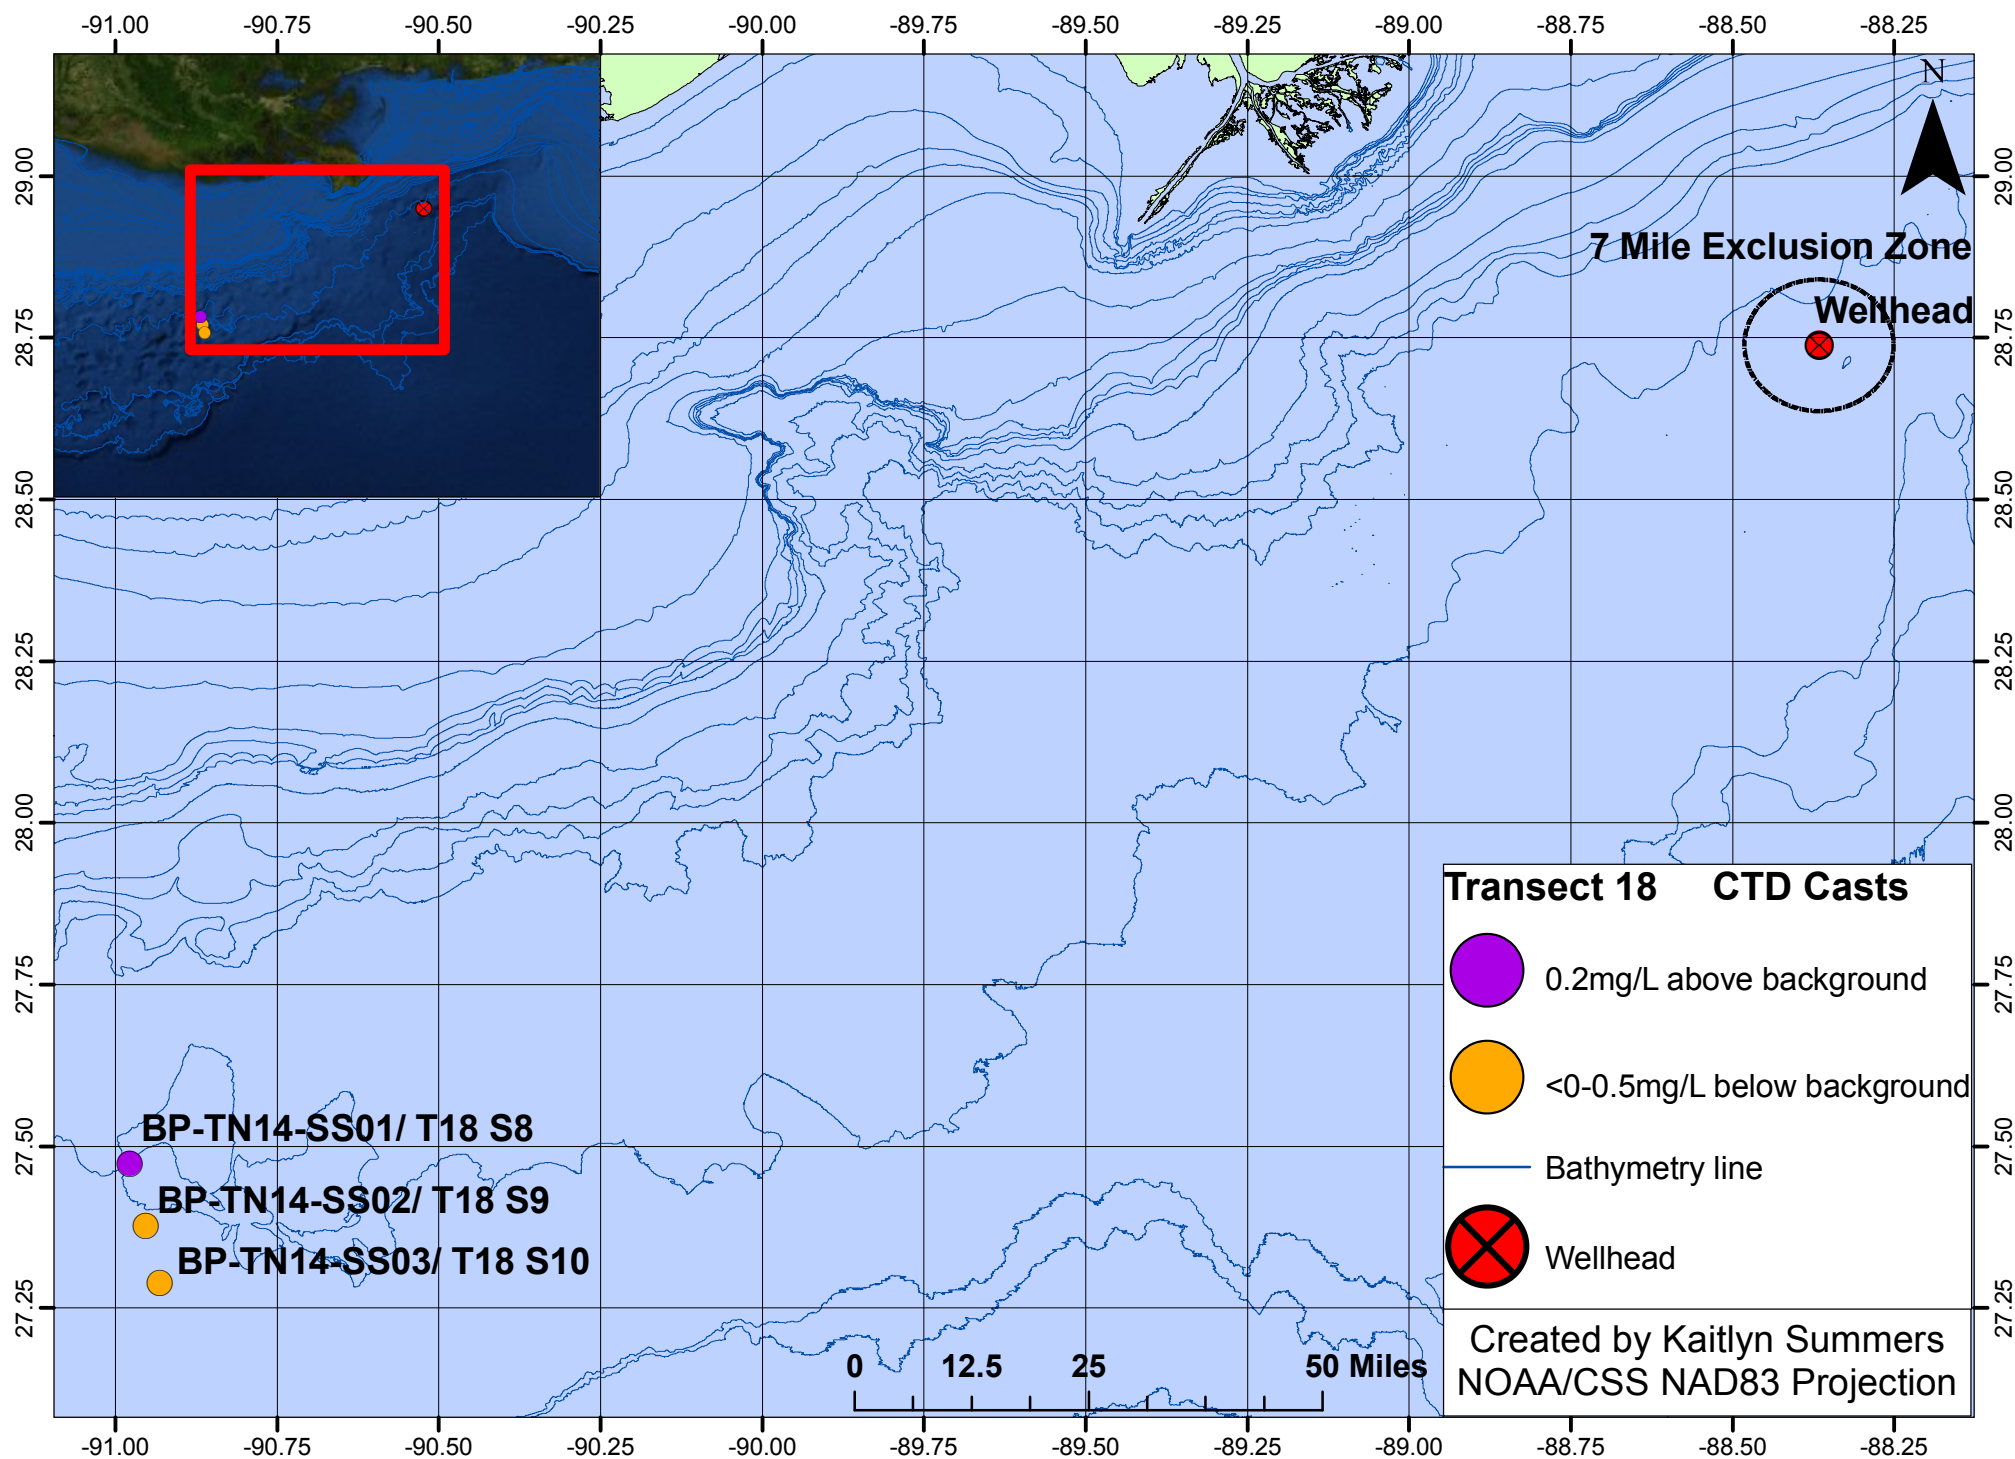 -91.00 -90.75 -90.50 -90.25 -90.00 -89.75 -89.50 -89.25 -89.00 -88.75 -88.50 -88.25
N
29.00 29.00
7 Mile Exclusion Zone
Wellhead
28.75 28.75
28.50 28.50
28.25 28.25
28.00 28.00
Transect 18 CTD Casts
0.2mg/L above background
27.75 27.75
<0-0.5mg/L below background
BP-TN14-SS01/ T18 S8
27.50 27.50
Bathymetry line
BP-TN14-SS02/ T18 S9
BP-TN14-SS03/ T18 S10
Wellhead
27.25 27.25
Created by Kaitlyn Summers
NOAA/CSS NAD83 Projection
0 12.5 25 50 Miles
-91.00 -90.75 -90.50 -90.25 -90.00 -89.75 -89.50 -89.25 -89.00 -88.75 -88.50 -88.25